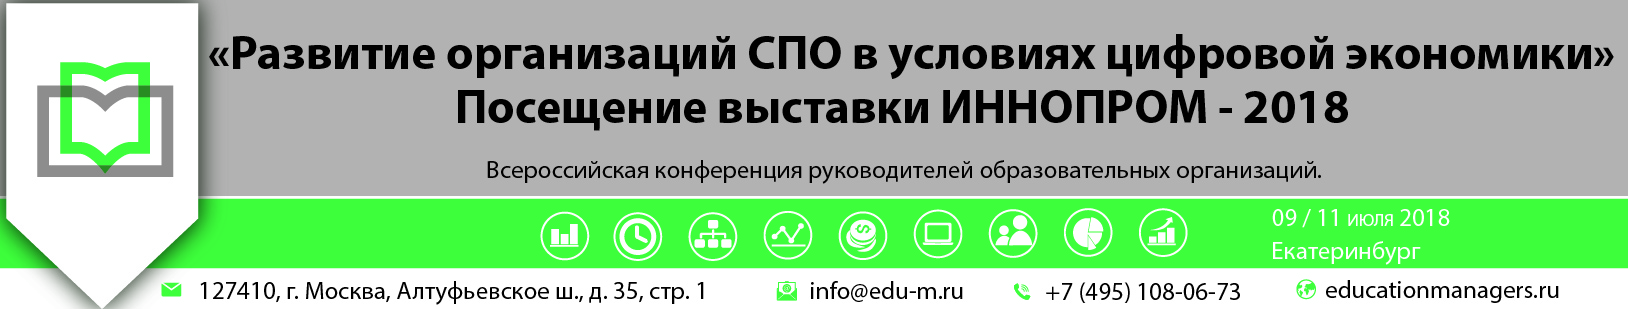 «Развитие организаций СПО в условиях цифровой экономики»
Посещение выставки ИННОПРОМ - 2018
Всероссийская конференция руководителей образовательных организаций.
09 / 11 июля 2018
Екатеринбург
127410, г. Москва, Алтуфьевское ш., д. 35, стр. 1
info@edu-m.ru
+7 (495) 108-06-73
educationmanagers.ru